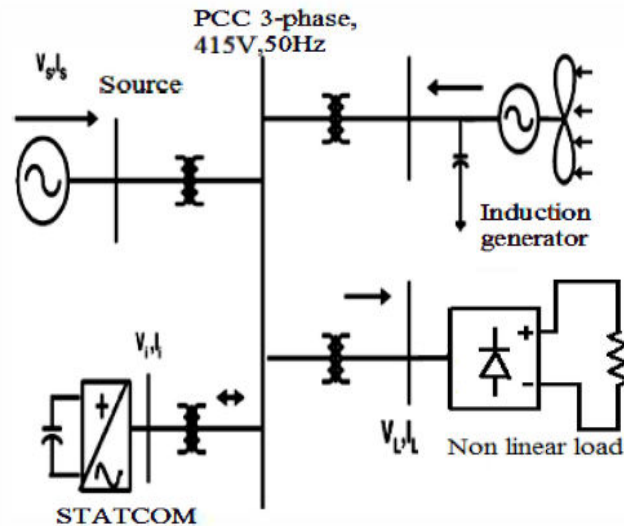 PCC 3-phase,
415V,50Hz
Vs,Is
Source
Induction
generator
Vi,Ii
VL,IL
Non linear load
STATCOM